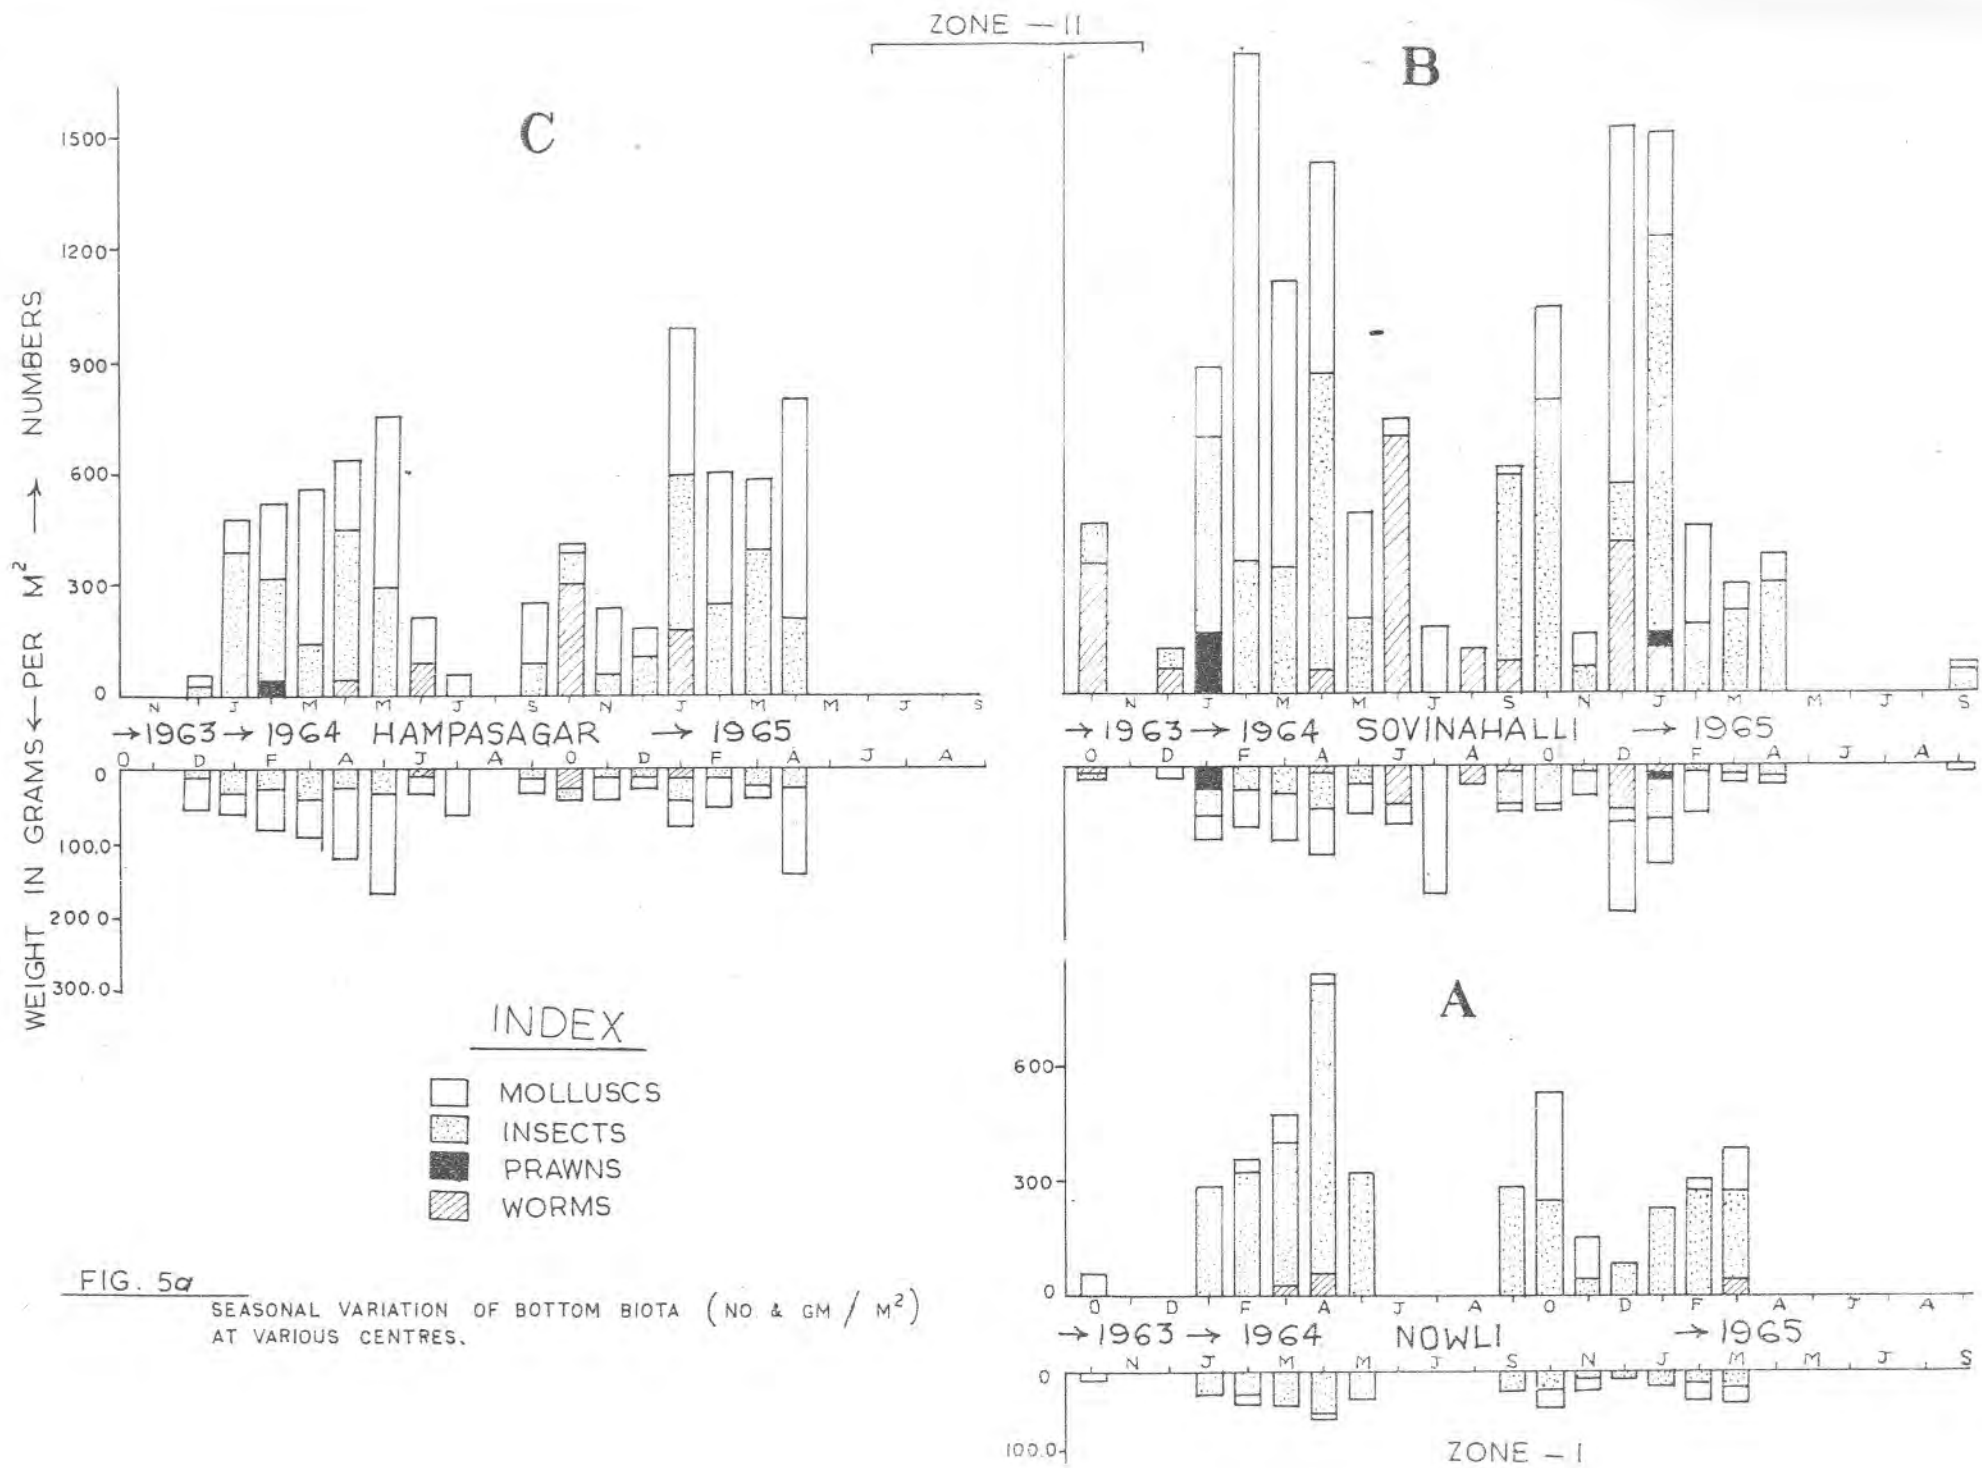 ZONE — II
C
B
WEIGHT IN GRAMS ← PER M² → NUMBERS
1500
1200
900
600
300
0
N J M M J S N J M M J S
→ 1963 → 1964 HAMPASAGAR → 1965
O D F A J A O D F A J A
0
100.0
200 0
300.0
N J M M J S N J M M J S
→ 1963 → 1964 SOVINAHALLI → 1965
O D F A J A O D F A J A
A
600
300
0
O D F A J A O D F A J A
→ 1963 → 1964 NOWLI → 1965
N J M M J S N J M M J S
0
100.0
ZONE – I
INDEX
MOLLUSCS
INSECTS
PRAWNS
WORMS
FIG. 5a
SEASONAL VARIATION OF BOTTOM BIOTA (NO. & GM / M²)
AT VARIOUS CENTRES.